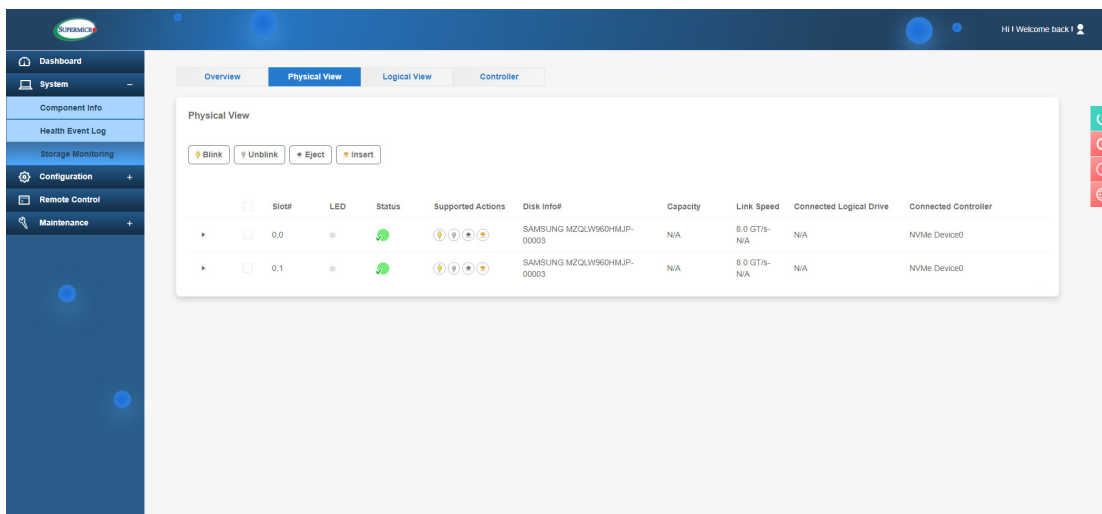 SUPERMICR
Hi ! Welcome back !
Dashboard
System
Component Info
Health Event Log
Storage Monitoring
Configuration
Remote Control
Maintenance
Overview
Physical View
Logical View
Controller
Physical View
Blink
Unblink
Eject
Insert
Slot# LED Status Supported Actions Disk Info# Capacity Link Speed Connected Logical Drive Connected Controller
0,0 SAMSUNG MZQLW960HMJP- N/A 8.0 GT/s- N/A NVMe Device0
00003 N/A
0,1 SAMSUNG MZQLW960HMJP- N/A 8.0 GT/s- N/A NVMe Device0
00003 N/A